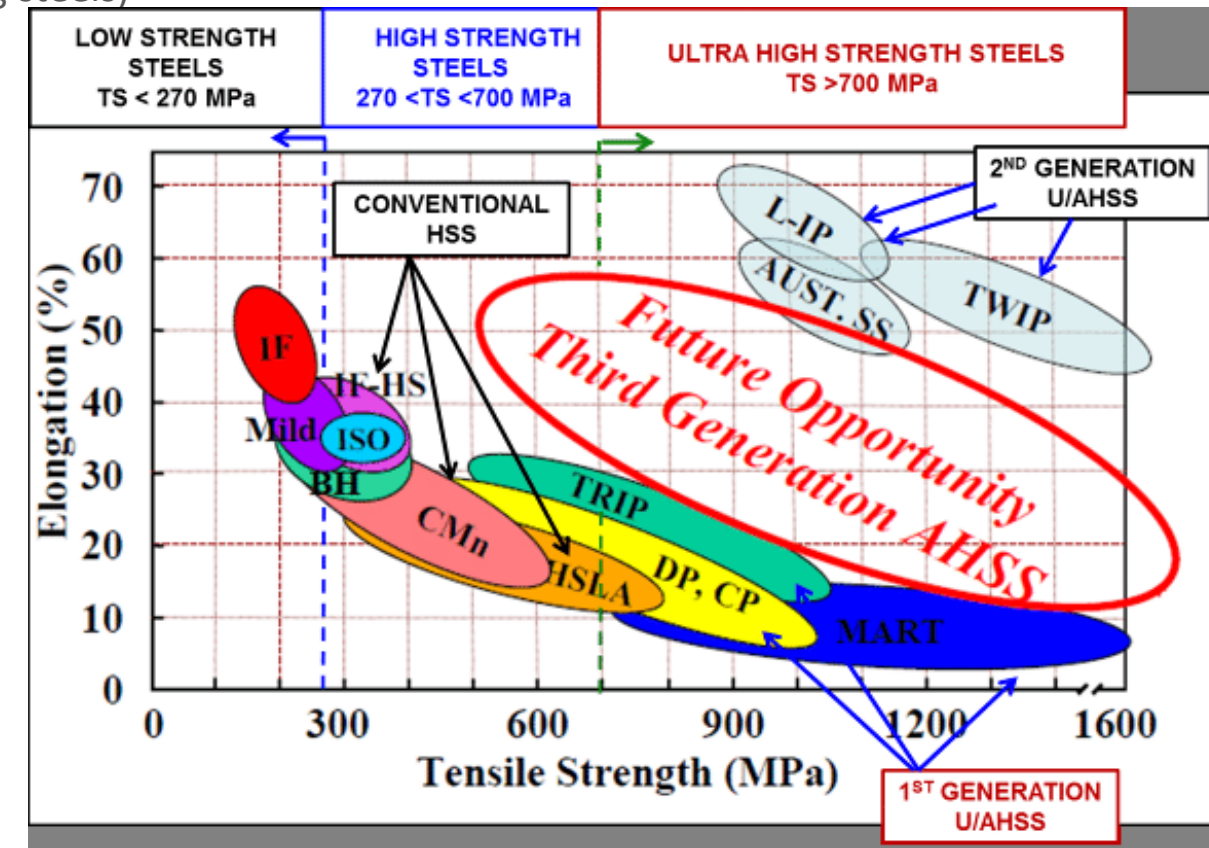 g steels)
LOW STRENGTH
STEELS
TS < 270 MPa
HIGH STRENGTH
STEELS
270 <TS <700 MPa
ULTRA HIGH STRENGTH STEELS
TS >700 MPa
2ND GENERATION
U/AHSS
CONVENTIONAL
HSS
Elongation (%)
70
60
50
40
30
20
10
0
L-IP
AUST. SS
TWIP
Future Opportunity
Third Generation AHSS
IF
IF-HS
Mild
ISO
BH
CMn
TRIP
HSLA
DP, CP
MART
0
300
600
900
1200
1600
Tensile Strength (MPa)
1ST GENERATION
U/AHSS